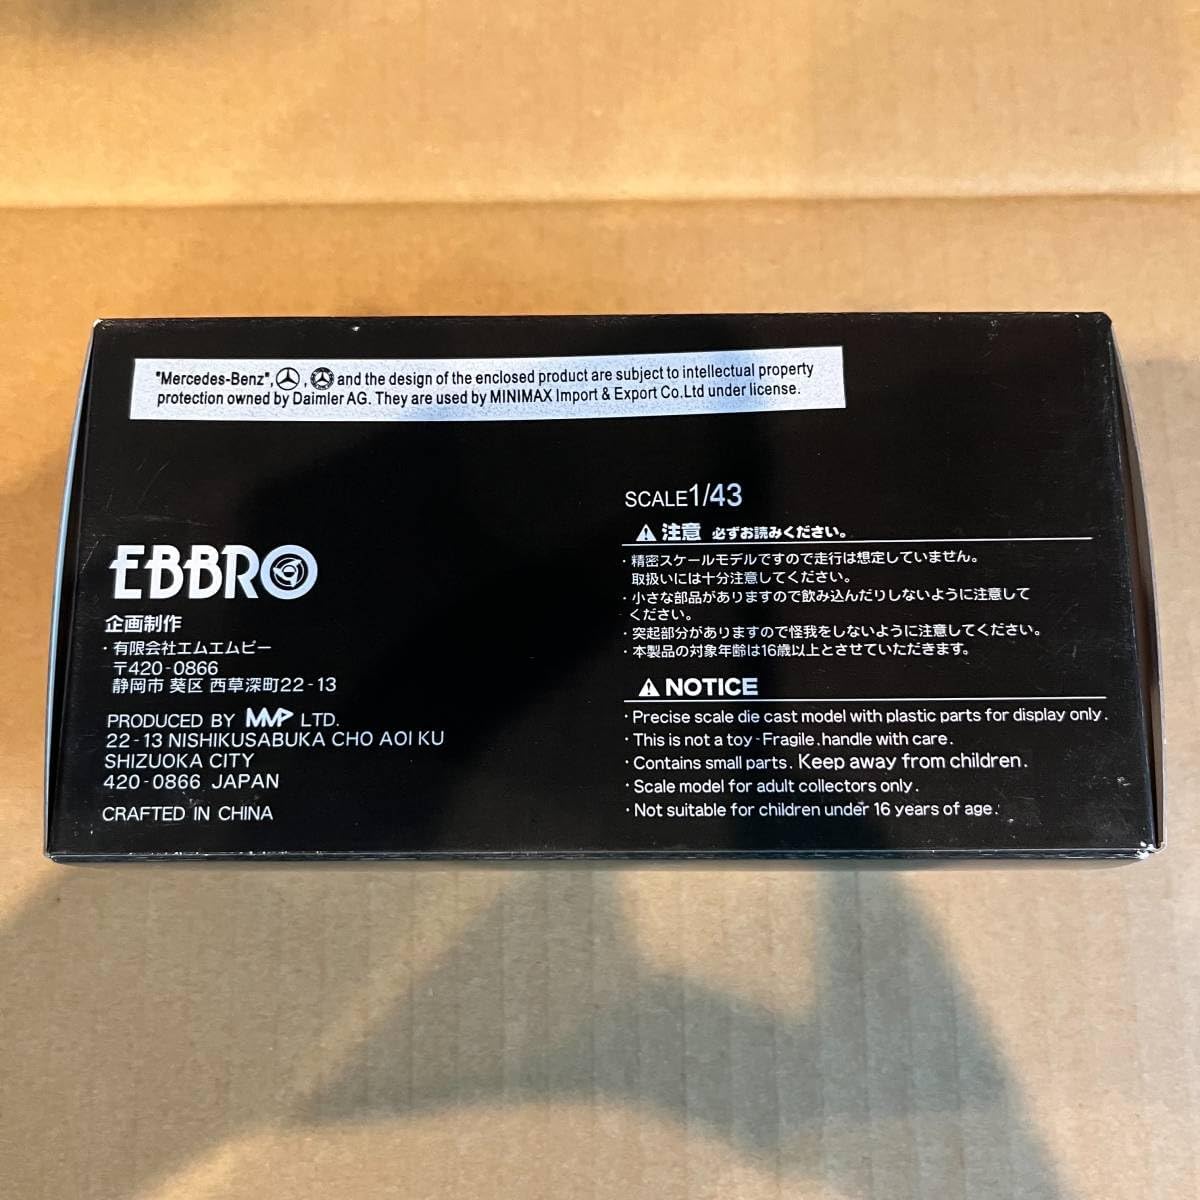 "Mercedes-Benz", , and the design of the enclosed product are subject to intellectual property
protection owned by Daimler AG. They are used by MINIMAX Import & Export Co.Ltd under license.
EBBRO
企画制作
・有限会社エムエムピー
〒420-0866
静岡市 葵区 西草深町22-13
PRODUCED BY MMP LTD.
22-13 NISHIKUSABUKA CHO AOI KU
SHIZUOKA CITY
420-0866 JAPAN
CRAFTED IN CHINA
SCALE1/43
注意 必ずお読みください。
・精密スケールモデルですので走行は想定していません。
取扱いには十分注意してください。
・小さな部品がありますので飲み込んだりしないように注意して
ください。
・突起部分がありますので怪我をしないように注意してください。
・本製品の対象年齢は16歳以上とさせていただきます。
NOTICE
・Precise scale die cast model with plastic parts for display only.
・This is not a toy-Fragile.handle with care.
・Contains small parts. Keep away from children.
・Scale model for adult collectors only.
・Not suitable for children under 16 years of age.